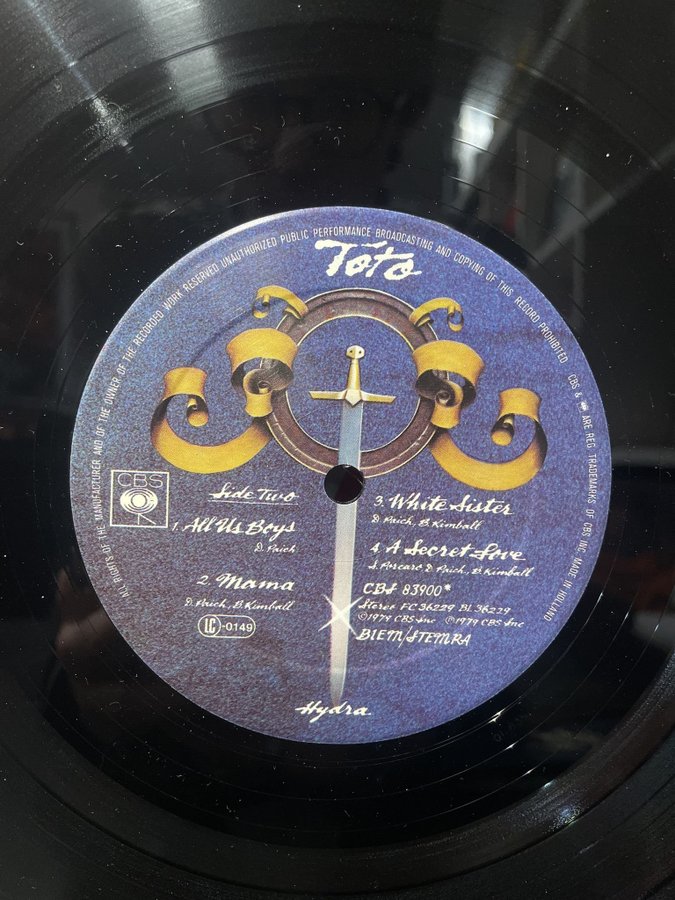 ALL RIGHTS OF THE MANUFACTURER AND OF THE OWNER OF THE RECORDED WORK RESERVED UNAUTHORIZED PUBLIC PERFORMANCE BROADCASTING AND COPYING OF THIS RECORD PROHIBITED CBS & ARE REG. TRADEMARKS OF CBS INC. MADE IN HOLLAND
Toto
CBS
Side Two
1. All Us Boys
D. Paich
2. Mama
D. Paich, B. Kimball
LC-0149
3. White Sister
D. Paich, B. Kimball
4. A Secret Love
S. Porcaro, D. Paich, B. Kimball
CBS 83900*
Stereo FC 36229 BL 36229
©1979 CBS Inc ℗1979 CBS Inc
BIEM/STEMRA
Hydra